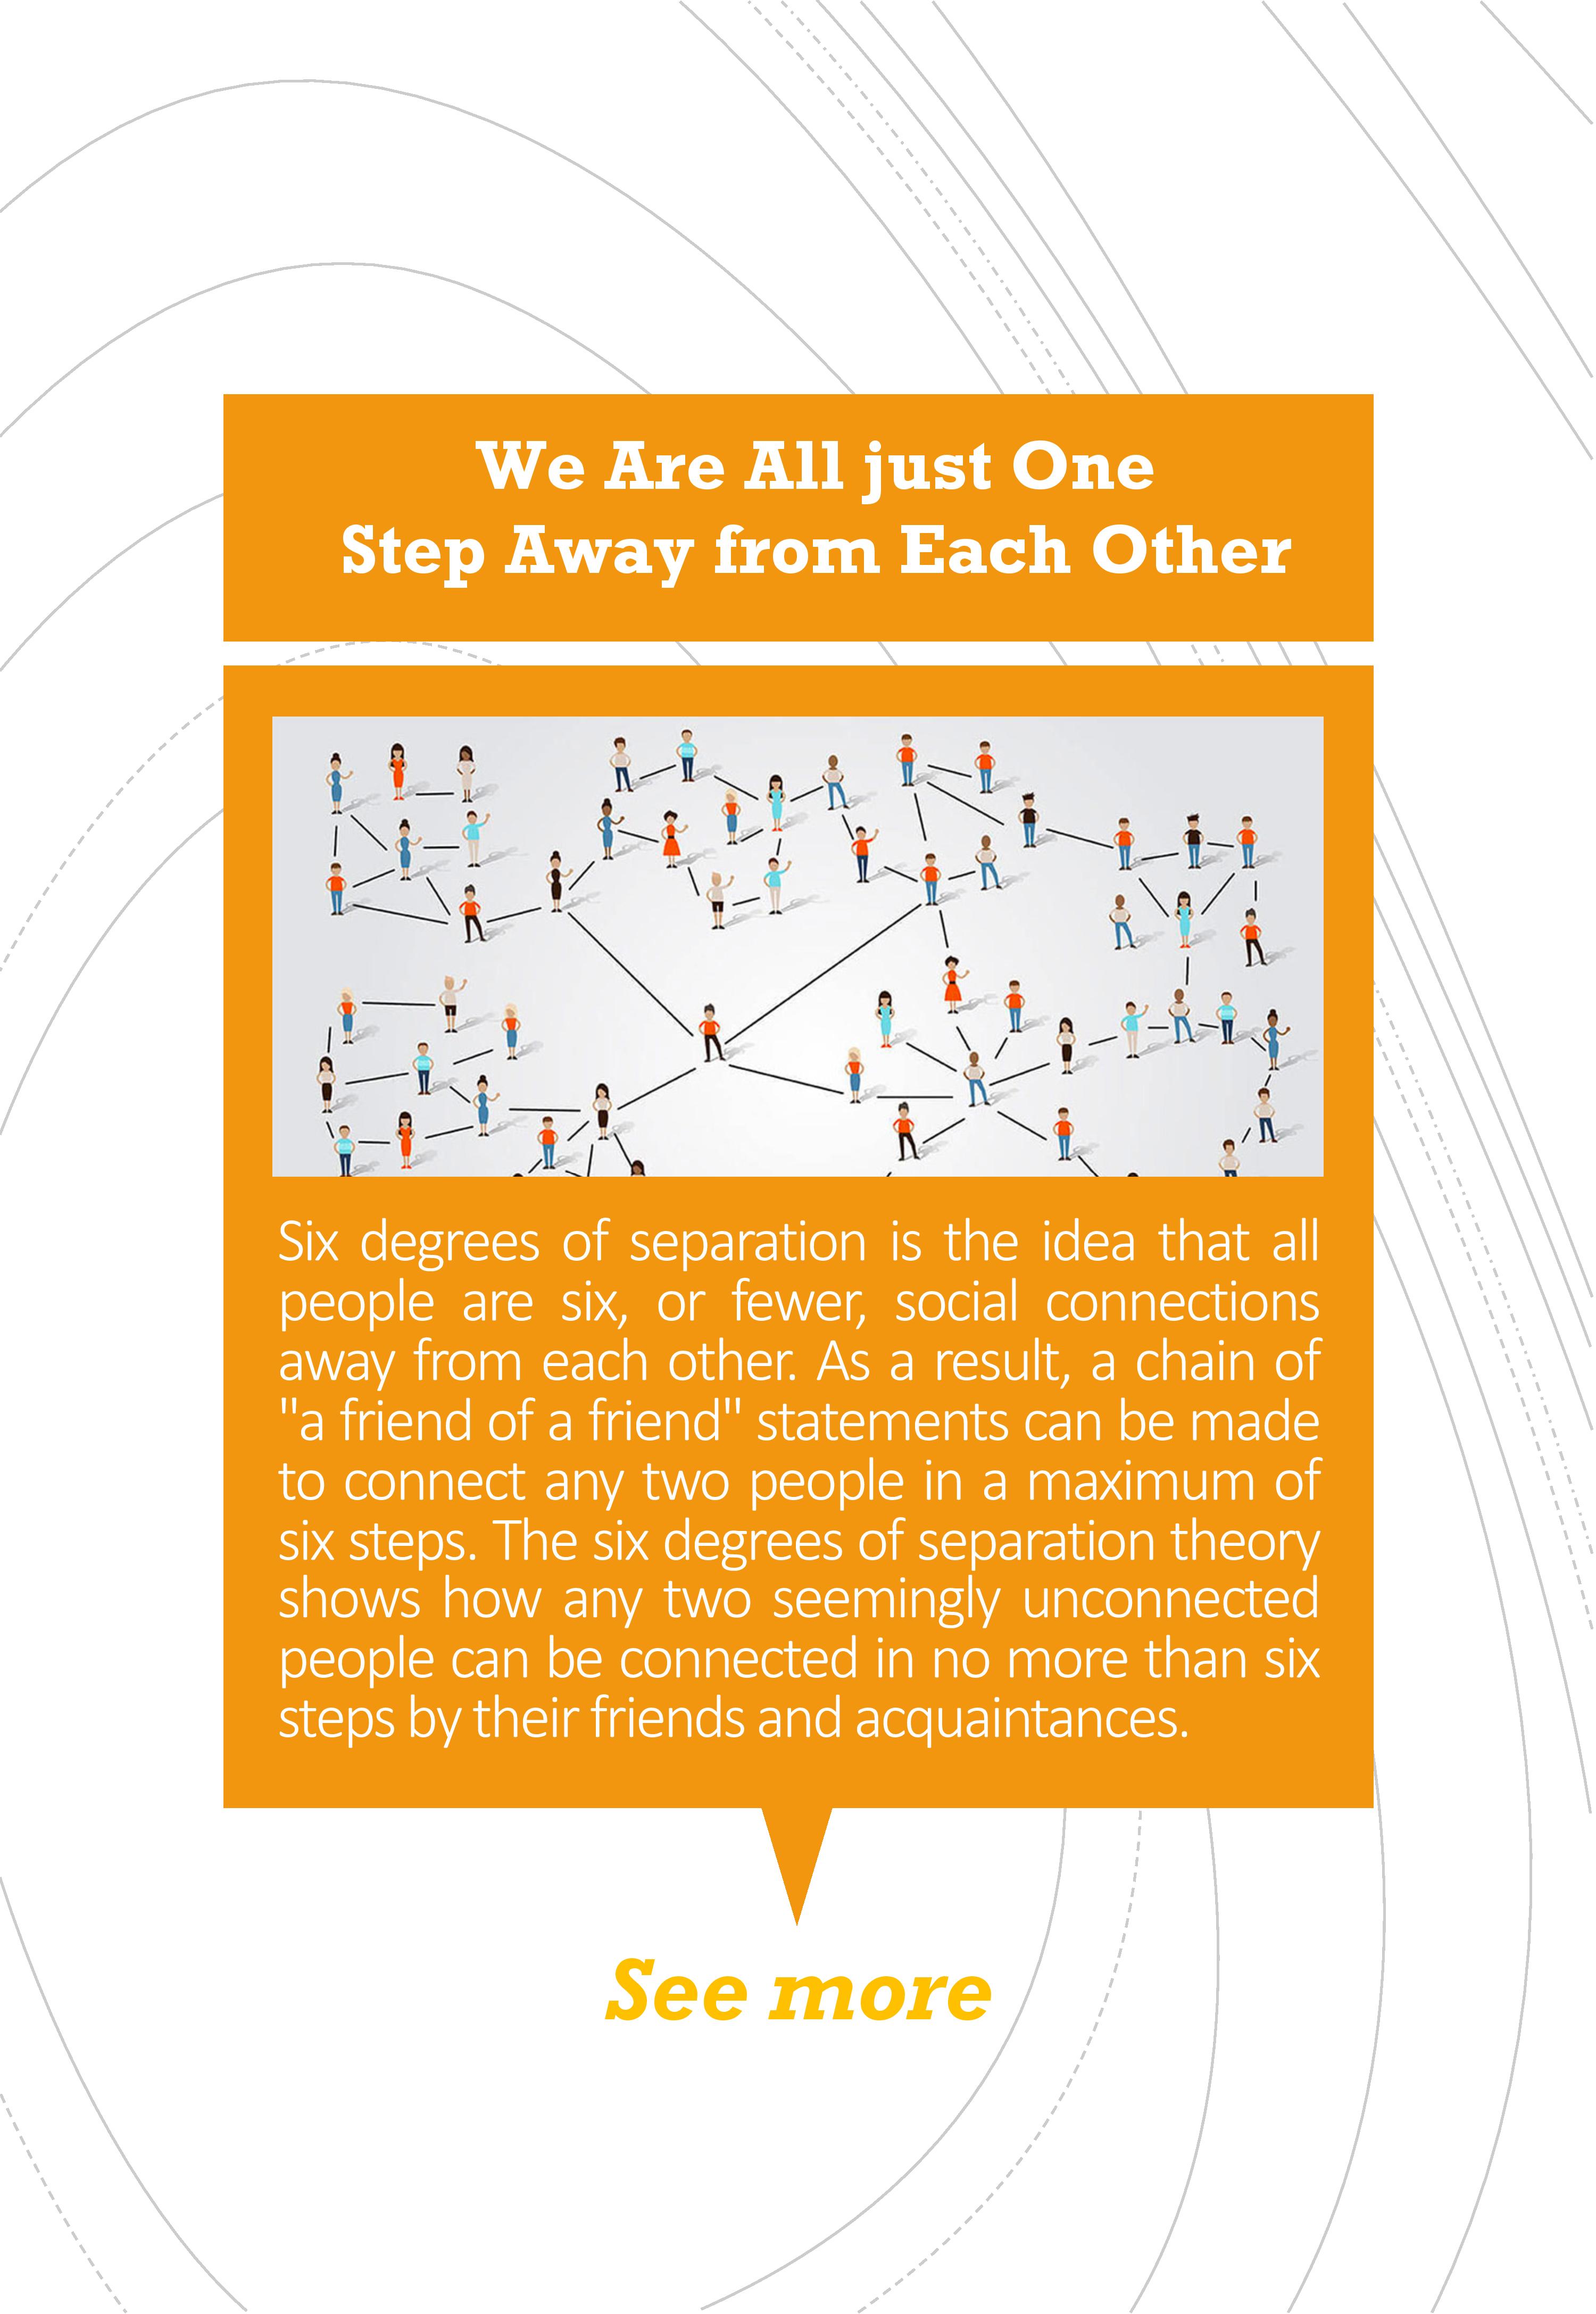 We Are All just One
Step Away from Each Other
Six degrees of separation is the idea that all
people are six, or fewer, social connections
away from each other. As a result, a chain of
"a friend of a friend" statements can be made
to connect any two people in a maximum of
six steps. The six degrees of separation theory
shows how any two seemingly unconnected
people can be connected in no more than six
steps by their friends and acquaintances.
See more